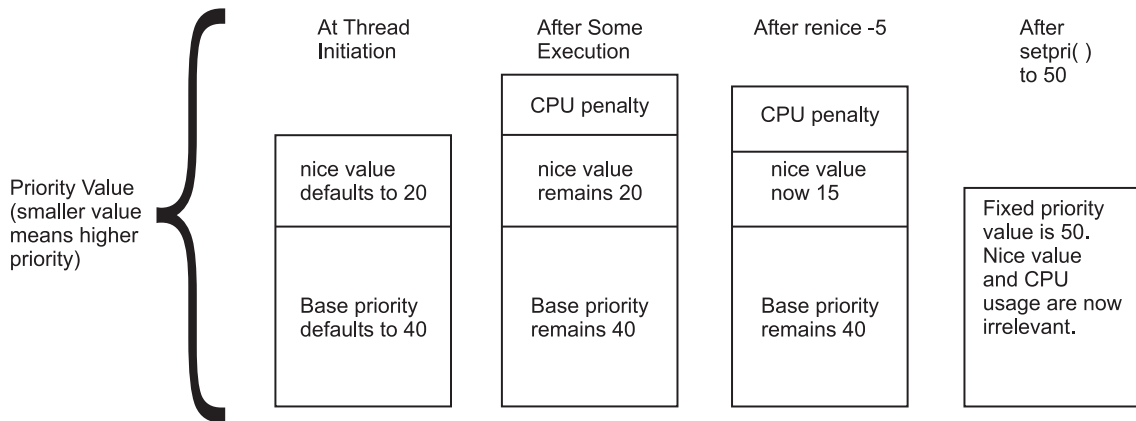 Priority Value
(smaller value
means higher
priority)
At Thread
Initiation
nice value
defaults to 20
Base priority
defaults to 40
After Some
Execution
CPU penalty
nice value
remains 20
Base priority
remains 40
After renice -5
CPU penalty
nice value
now 15
Base priority
remains 40
After
setpri( )
to 50
Fixed priority
value is 50.
Nice value
and CPU
usage are now
irrelevant.